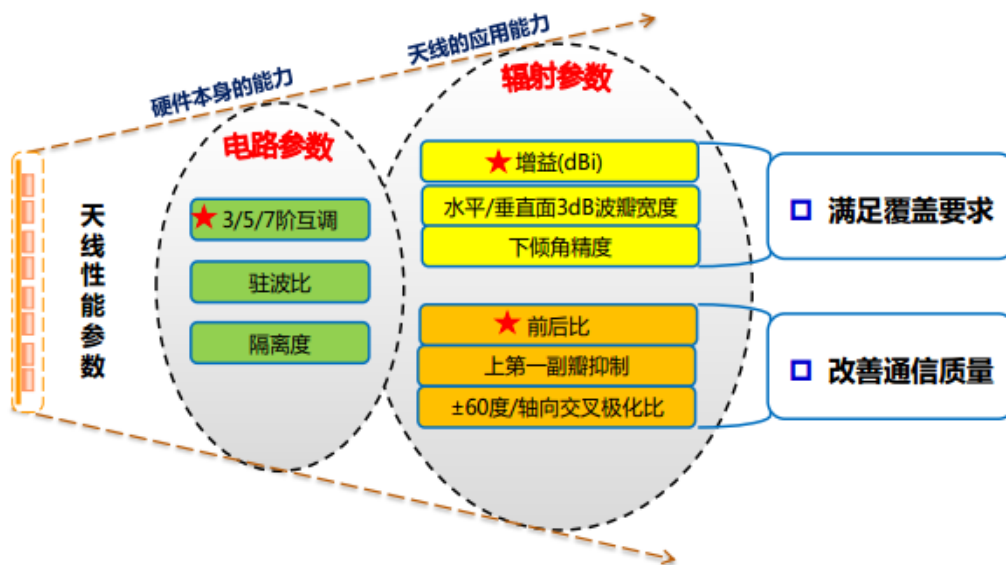 硬件本身的能力
天线的应用能力
天线性能参数
电路参数
★ 3/5/7阶互调
驻波比
隔离度
辐射参数
★ 增益(dBi)
水平/垂直面3dB波瓣宽度
下倾角精度
★ 前后比
上第一副瓣抑制
±60度/轴向交叉极化比
满足覆盖要求
改善通信质量